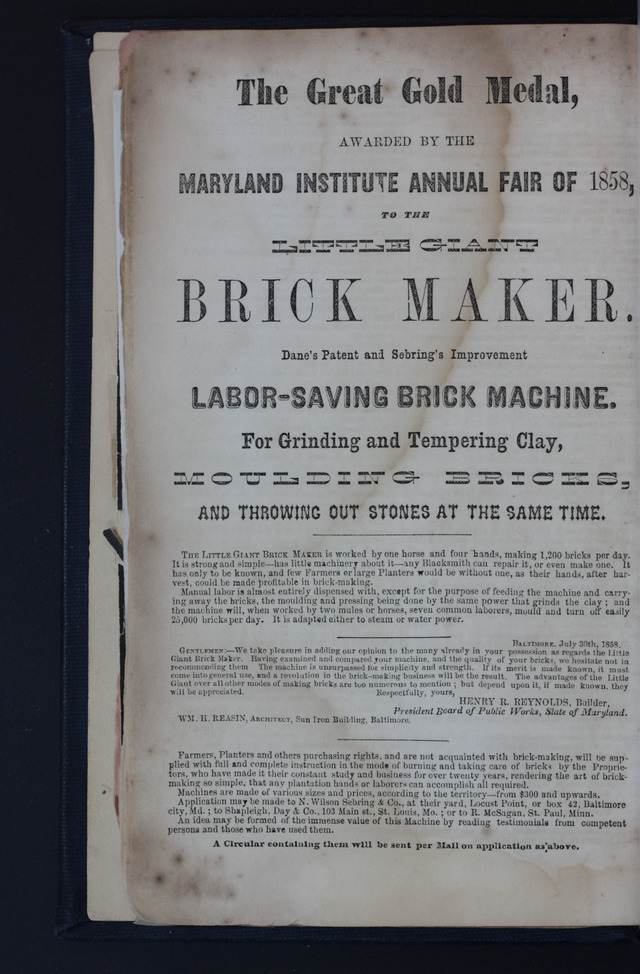 The Great Gold Medal,
AWARDED BY THE
MARYLAND INSTITUTE ANNUAL FAIR OF 1858,
TO THE
LITTLE GIANT
BRICK MAKER.
Dane's Patent and Sebring's Improvement
LABOR-SAVING BRICK MACHINE.
For Grinding and Tempering Clay,
MOULDING BRICKS,
AND THROWING OUT STONES AT THE SAME TIME.
THE LITTLE GIANT BRICK MAKER is worked by one horse and four hands, making 1,200 bricks per day.
It is strong and simple—has little machinery about it—any Blacksmith can repair it, or even make one. It
has only to be known, and few Farmers or large Planters would be without one, as their hands, after har-
vest, could be made profitable in brick-making.
Manual labor is almost entirely dispensed with, except for the purpose of feeding the machine and carry-
ing away the bricks, the moulding and pressing being done by the same power that grinds the clay; and
the machine will, when worked by two mules or horses, seven common laborers, mould and turn off easily
25,000 bricks per day. It is adapted either to steam or water power.
BALTIMORE, July 30th, 1858.
GENTLEMEN:—We take pleasure in adding our opinion to the many already in your possession as regards the Little
Giant Brick Maker. Having examined and compared your machine, and the quality of your bricks, we hesitate not in
recommending them The machine is unsurpassed for simplicity and strength. If its merit is made known, it must
come into general use, and a revolution in the brick-making business will be the result. The advantages of the Little
Giant over all other modes of making bricks are too numerous to mention; but depend upon it, if made known, they
will be appreciated. Respectfully, yours,
HENRY R. REYNOLDS, Builder,
President Board of Public Works, State of Maryland.
WM. H. REASIN, ARCHITECT, Sun Iron Building, Baltimore.
Farmers, Planters and others purchasing rights, and are not acquainted with brick-making, will be sup-
plied with full and complete instruction in the mode of burning and taking care of bricks by the Proprie-
tors, who have made it their constant study and business for over twenty years, rendering the art of brick-
making so simple, that any plantation hands or laborers can accomplish all required.
Machines are made of various sizes and prices, according to the territory—from $300 and upwards.
Application may be made to N. Wilson Sebring & Co., at their yard, Locust Point, or box 42, Baltimore
city, Md.; to Shapleigh, Day & Co., 103 Main st., St. Louis, Mo.; or to R. McSagan, St. Paul, Minn.
An idea may be formed of the immense value of this Machine by reading testimonials from competent
persons and those who have used them.
A Circular containing them will be sent per Mail on application as above.